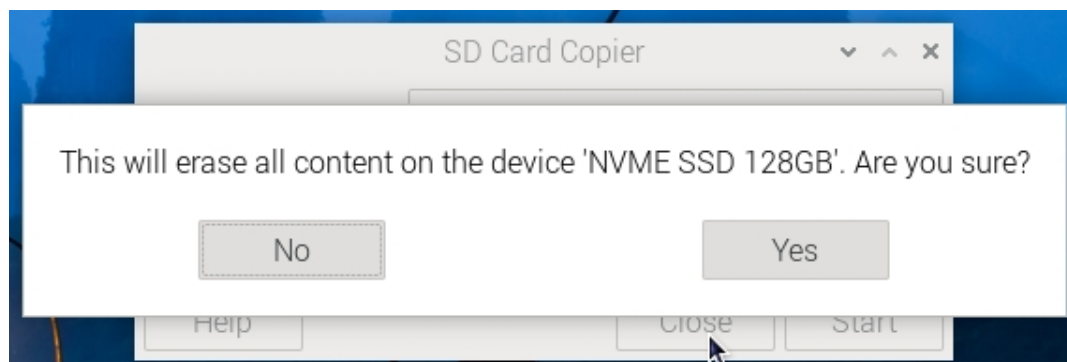 SD Card Copier
This will erase all content on the device 'NVME SSD 128GB'. Are you sure?
No
Yes
Help
Close
Start